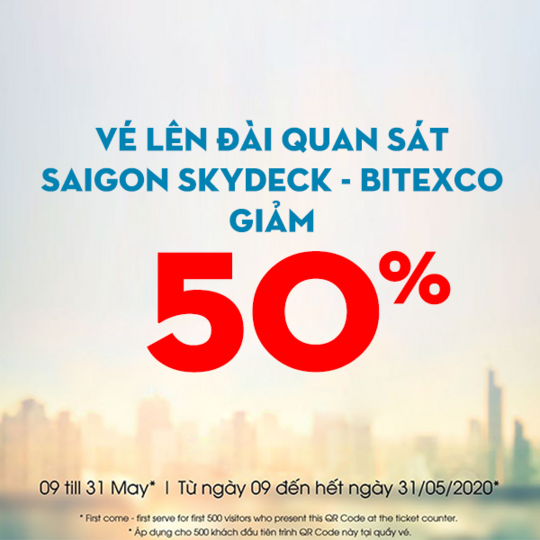 VÉ LÊN ĐÀI QUAN SÁT
SAIGON SKYDECK - BITEXCO
GIẢM
50%
09 till 31 May* | Từ ngày 09 đến hết ngày 31/05/2020*
* First come - first serve for first 500 visitors who present this QR Code at the ticket counter.
* Áp dụng cho 500 khách đầu tiên trình QR Code này tại quầy vé.